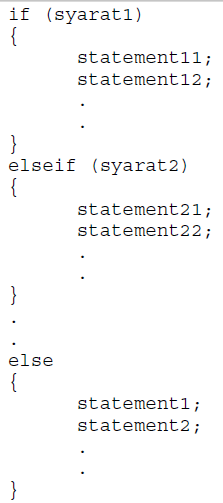 if (syarat1)
{
statement11;
statement12;
.
.
}
elseif (syarat2)
{
statement21;
statement22;
.
.
}
.
.
else
{
statement1;
statement2;
.
.
}